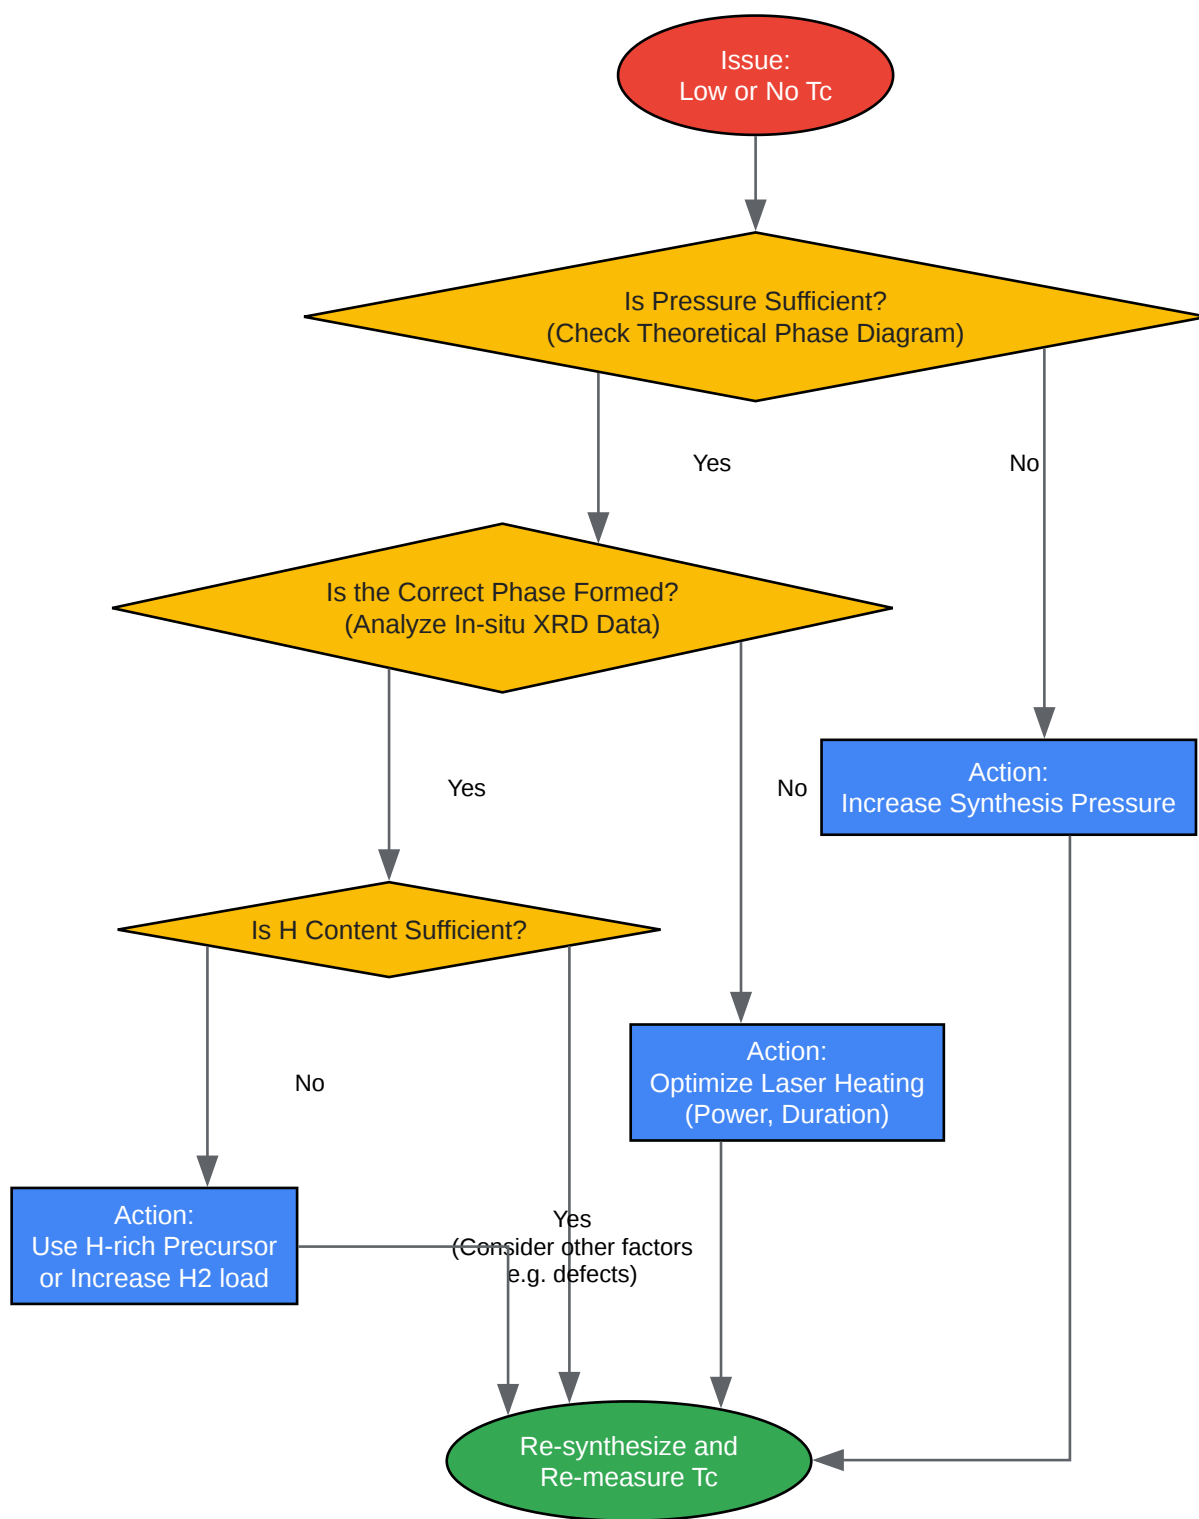 Issue:
Low or No Tc
Is Pressure Sufficient?
(Check Theoretical Phase Diagram)
Yes
No
Is the Correct Phase Formed?
(Analyze In-situ XRD Data)
Action:
Increase Synthesis Pressure
Yes
No
Is H Content Sufficient?
Action:
Optimize Laser Heating
(Power, Duration)
No
Action:
Use H-rich Precursor
or Increase H2 load
Yes
(Consider other factors
e.g. defects)
Re-synthesize and
Re-measure Tc